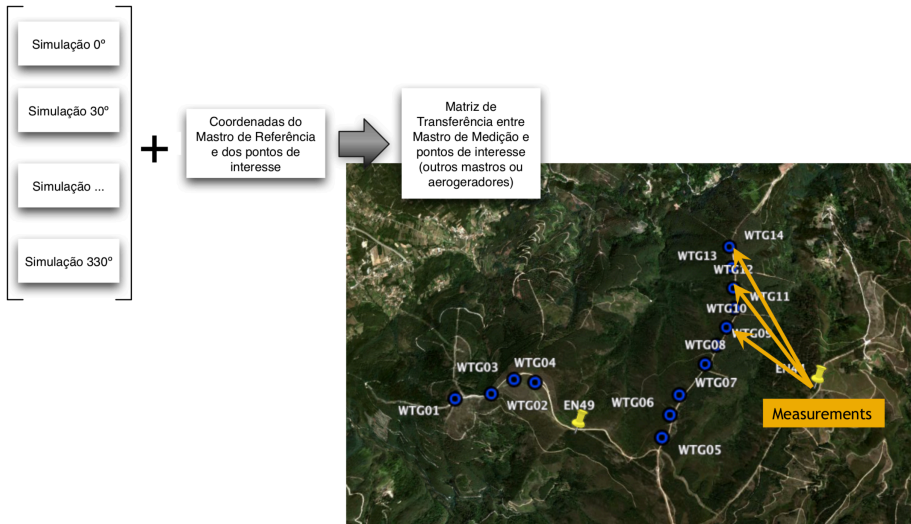 Simulação 0º
Simulação 30º
Simulação ...
Simulação 330º
+
Coordenadas do
Mastro de Referência
e dos pontos de
interesse
Matriz de
Transferência entre
Mastro de Medição e
pontos de interesse
(outros mastros ou
aerogeradores)
WTG14
WTG13
WTG12
WTG11
WTG10
WTG09
WTG08
WTG07
WTG06
WTG05
WTG04
WTG03
WTG02
WTG01
EN49
Measurements